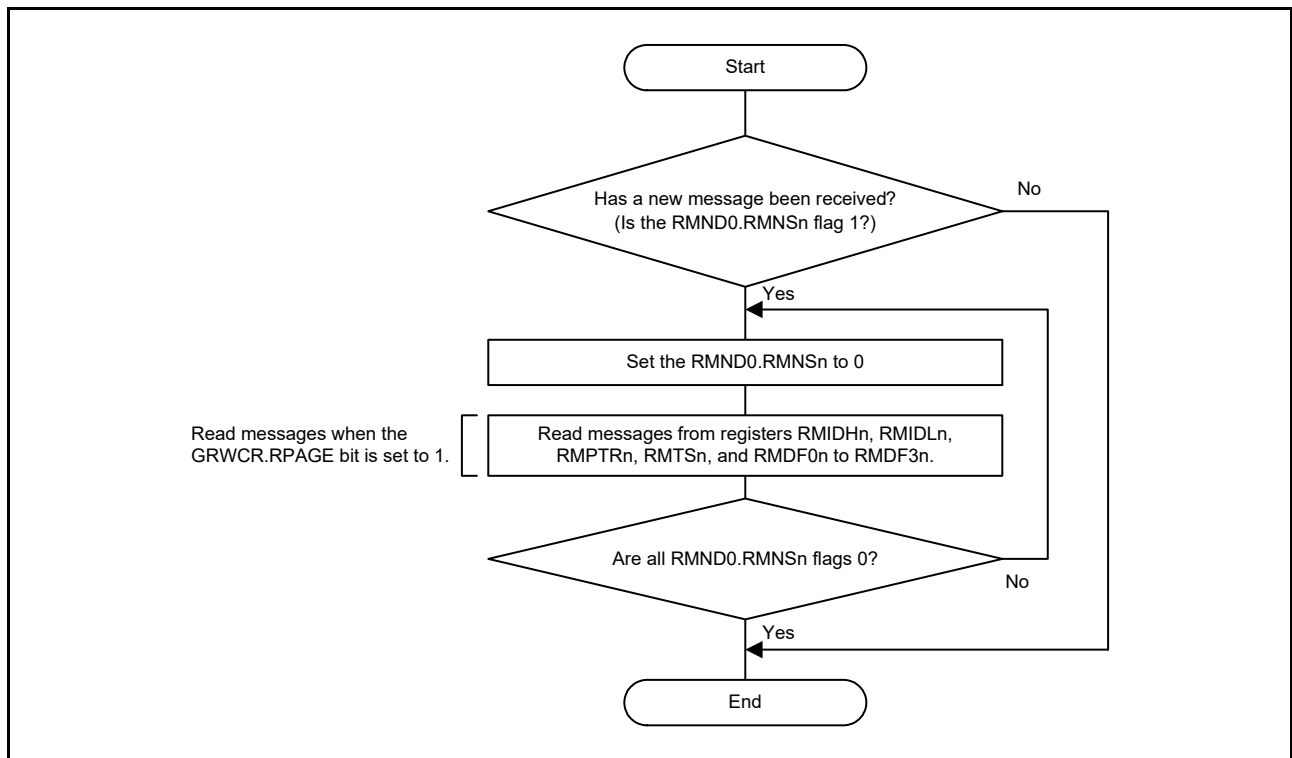 Start
Has a new message been received?
(Is the RMND0.RMNSn flag 1?)
No
Yes
Set the RMND0.RMNSn to 0
Read messages when the
GRWCR.RPAGE bit is set to 1.
Read messages from registers RMIDHn, RMIDLn,
RMPTRn, RMTSn, and RMDF0n to RMDF3n.
Are all RMND0.RMNSn flags 0?
No
Yes
End